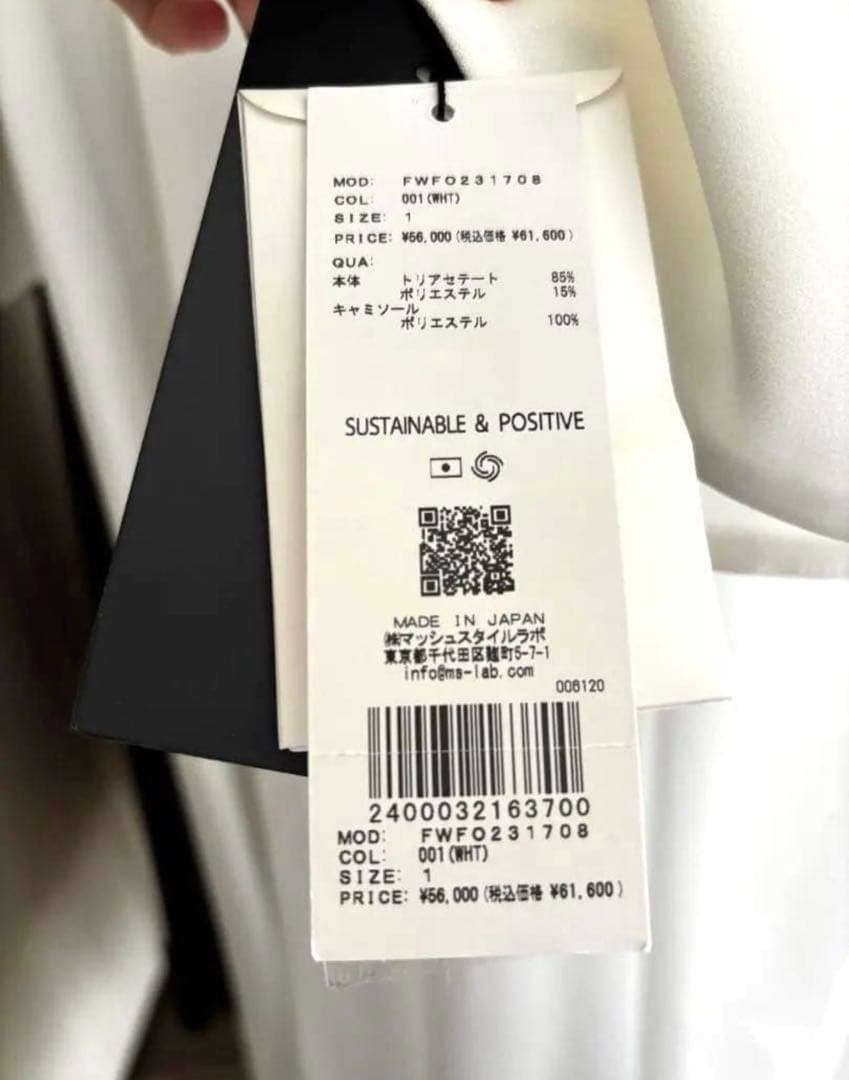 MOD: FWFO231708
COL: 001(WHT)
SIZE: 1
PRICE: ¥56,000(税込価格 ¥61,600)
QUA:
本体 トリアセテート 85%
ポリエステル 15%
キャミソール
ポリエステル 100%
SUSTAINABLE & POSITIVE
MADE IN JAPAN
㈱マッシュスタイルラボ
東京都千代田区麹町5-7-1
info@ms-lab.com
006120
2400032163700
MOD: FWFO231708
COL: 001(WHT)
SIZE: 1
PRICE: ¥56,000(税込価格 ¥61,600)